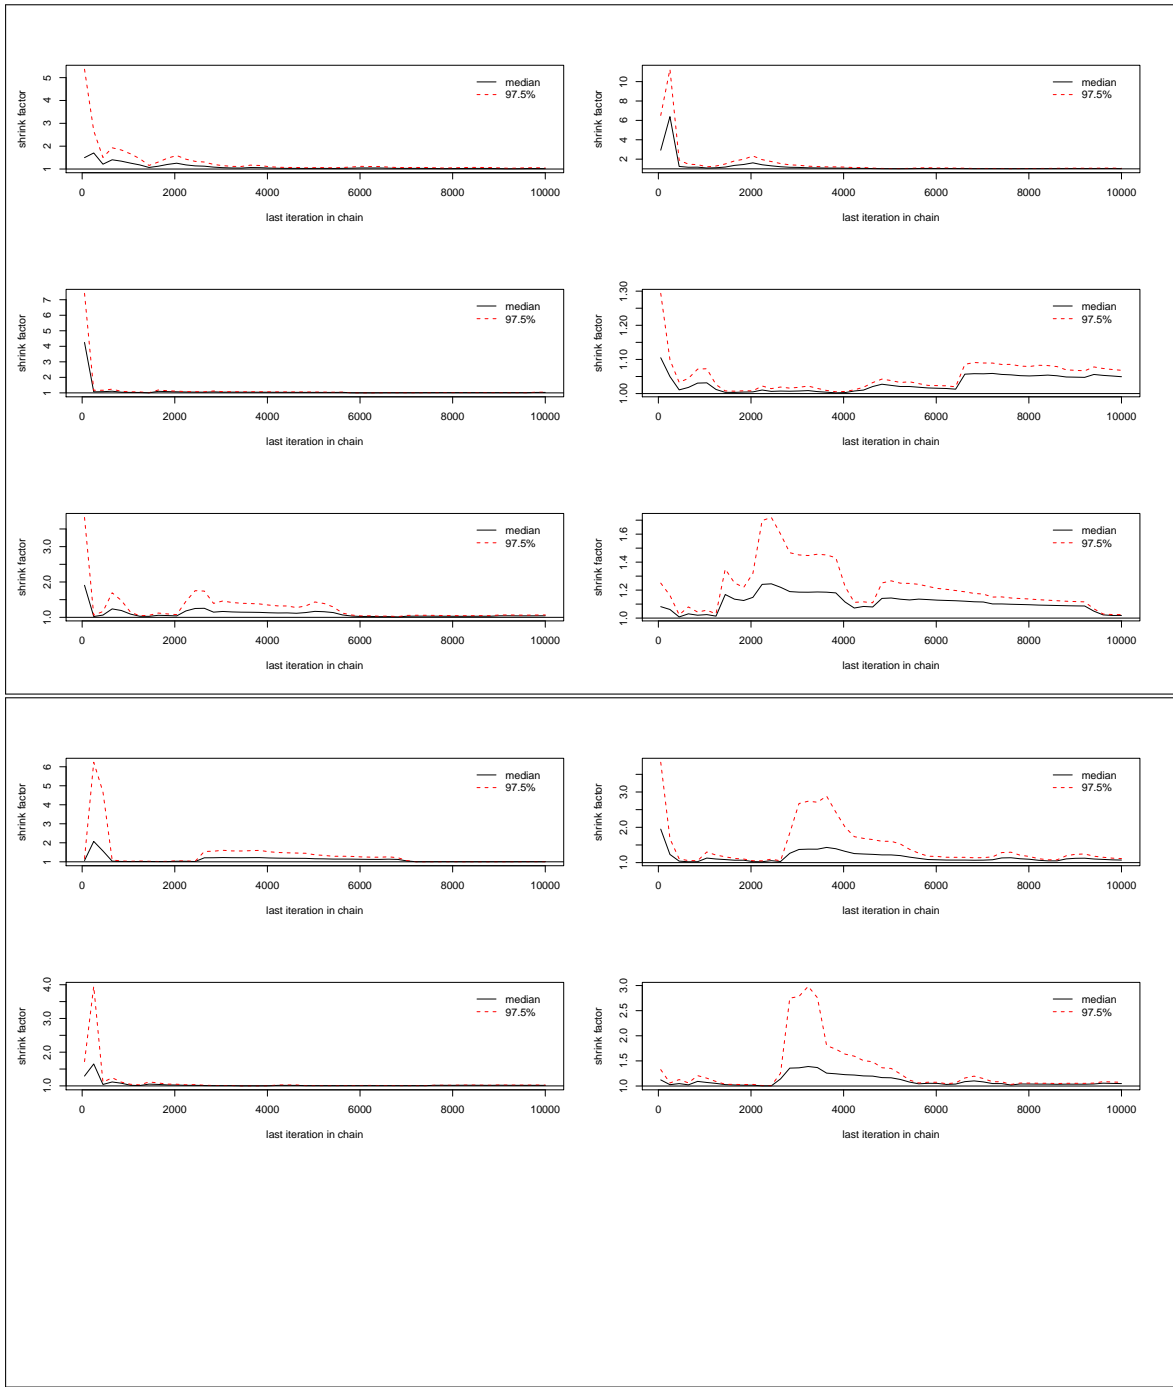 shrink factor
1 2 3 4 5
median
97.5%
0 2000 4000 6000 8000 10000
last iteration in chain
shrink factor
2 4 6 8 10
median
97.5%
0 2000 4000 6000 8000 10000
last iteration in chain
shrink factor
1 2 3 4 5 6 7
median
97.5%
0 2000 4000 6000 8000 10000
last iteration in chain
shrink factor
1.00 1.10 1.20 1.30
median
97.5%
0 2000 4000 6000 8000 10000
last iteration in chain
shrink factor
1.0 2.0 3.0
median
97.5%
0 2000 4000 6000 8000 10000
last iteration in chain
shrink factor
1.0 1.2 1.4 1.6
median
97.5%
0 2000 4000 6000 8000 10000
last iteration in chain
shrink factor
1 2 3 4 5 6
median
97.5%
0 2000 4000 6000 8000 10000
last iteration in chain
shrink factor
1.0 2.0 3.0
median
97.5%
0 2000 4000 6000 8000 10000
last iteration in chain
shrink factor
1.0 2.0 3.0 4.0
median
97.5%
0 2000 4000 6000 8000 10000
last iteration in chain
shrink factor
1.0 1.5 2.0 2.5 3.0
median
97.5%
0 2000 4000 6000 8000 10000
last iteration in chain